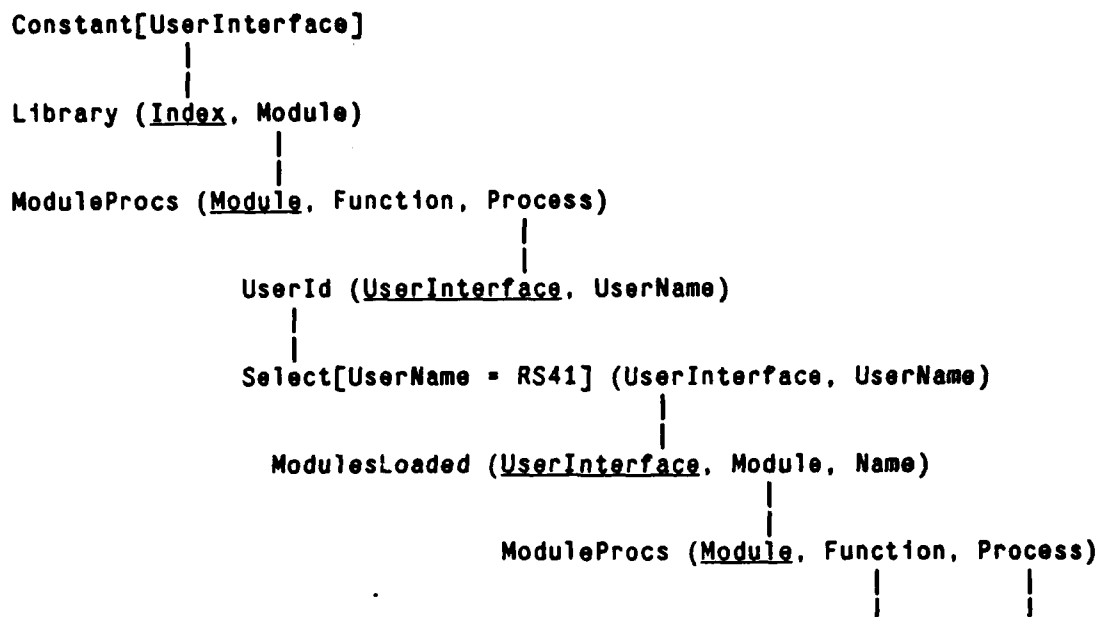 Constant[UserInterface]
Library (Index, Module)
ModuleProcs (Module, Function, Process)
UserId (UserInterface, UserName)
Select[UserName = RS41] (UserInterface, UserName)
ModulesLoaded (UserInterface, Module, Name)
ModuleProcs (Module, Function, Process)